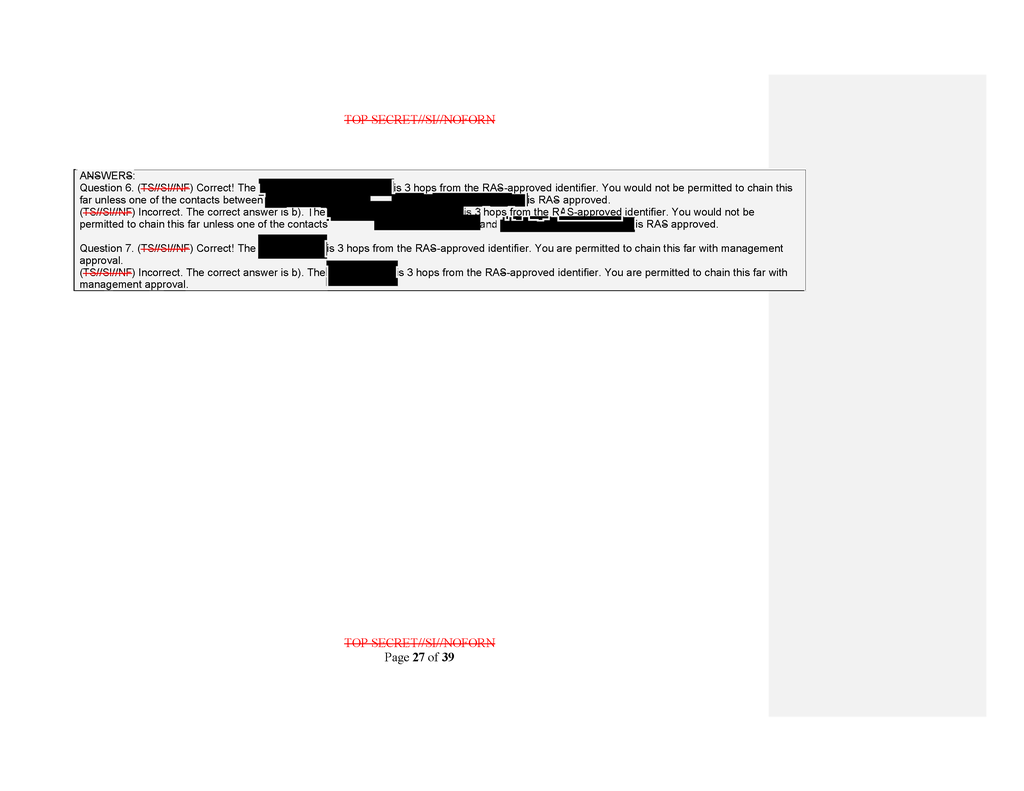 TOP SECRET//SI//NOFORN
ANSWERS:
Question 6. (TS//SI//NF) Correct! The is 3 hops from the RAS-approved identifier. You would not be permitted to chain this
far unless one of the contacts between is RAS approved.
(TS//SI//NF) Incorrect. The correct answer is b). The is 3 hops from the RAS-approved identifier. You would not be
permitted to chain this far unless one of the contacts and is RAS approved.
Question 7. (TS//SI//NF) Correct! The is 3 hops from the RAS-approved identifier. You are permitted to chain this far with management
approval.
(TS//SI//NF) Incorrect. The correct answer is b). The is 3 hops from the RAS-approved identifier. You are permitted to chain this far with
management approval.
TOP SECRET//SI//NOFORN
Page 27 of 39